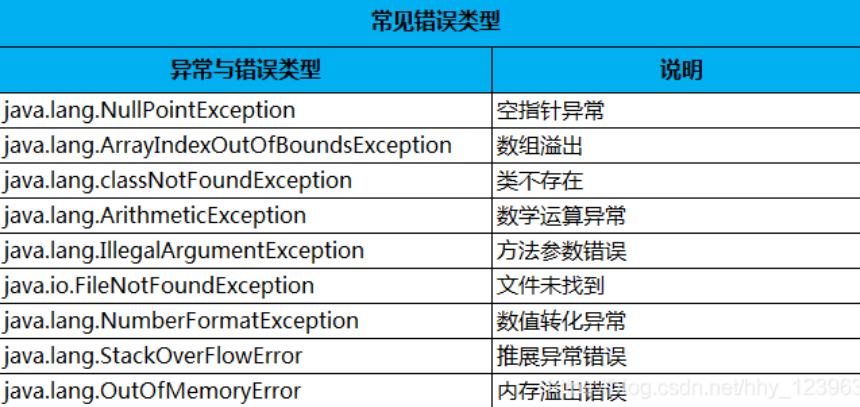 常见错误类型
异常与错误类型 说明
java.lang.NullPointException 空指针异常
java.lang.ArrayIndexOutOfBoundsException 数组溢出
java.lang.classNotFoundException 类不存在
java.lang.ArithmeticException 数学运算异常
java.lang.IllegalArgumentException 方法参数错误
java.io.FileNotFoundException 文件未找到
java.lang.NumberFormatException 数值转化异常
java.lang.StackOverFlowError 推展异常错误
java.lang.OutOfMemoryError 内存溢出错误
blog.csdn.net/hhy_123963